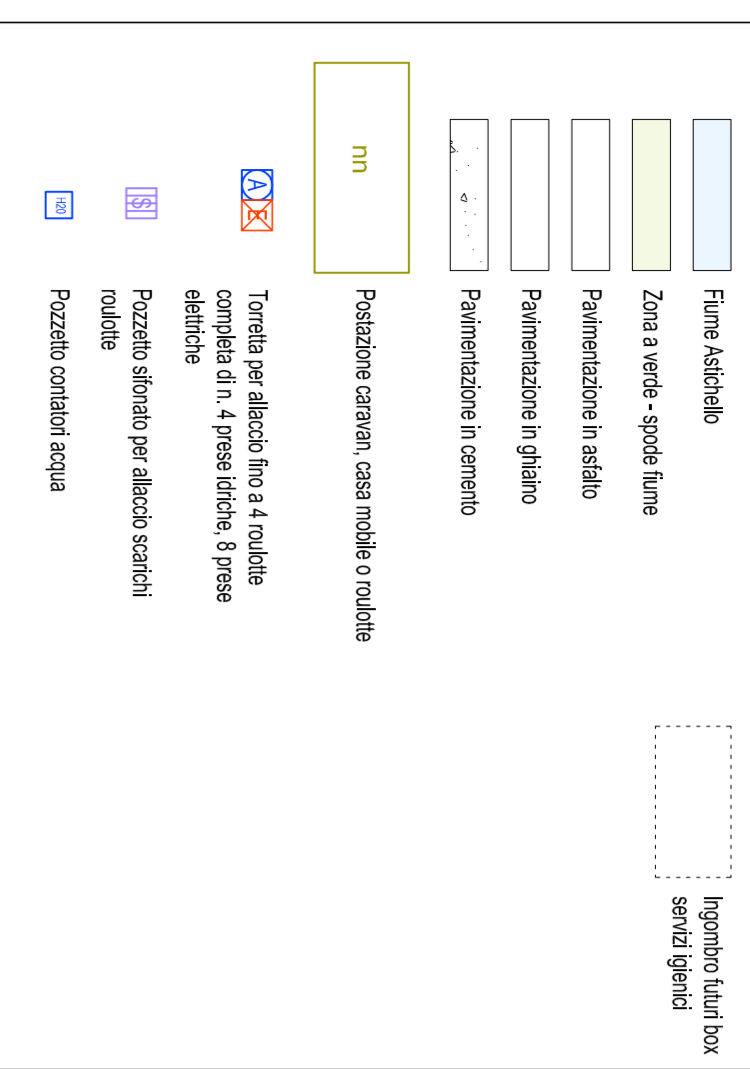 Fiume Astichello
Zona a verde - spode fiume
Pavimentazione in asfalto
Pavimentazione in ghiaino
Pavimentazione in cemento
nn
Postazione caravan, casa mobile o roulotte
A E
Torretta per allaccio fino a 4 roulotte
completa di n. 4 prese idriche, 8 prese
elettriche
S
Pozzetto sifonato per allaccio scarichi
roulotte
H20
Pozzetto contatori acqua
Ingombro futuri box
servizi igienici